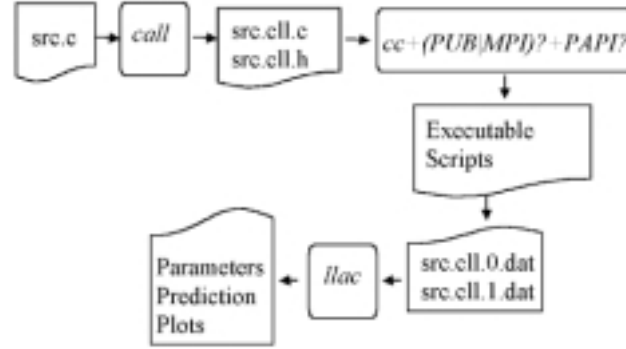 src.c
call
src.cll.c
src.cll.h
cc+(PUB|MPI)?+PAPI?
Executable
Scripts
src.cll.0.dat
src.cll.1.dat
llac
Parameters
Prediction
Plots